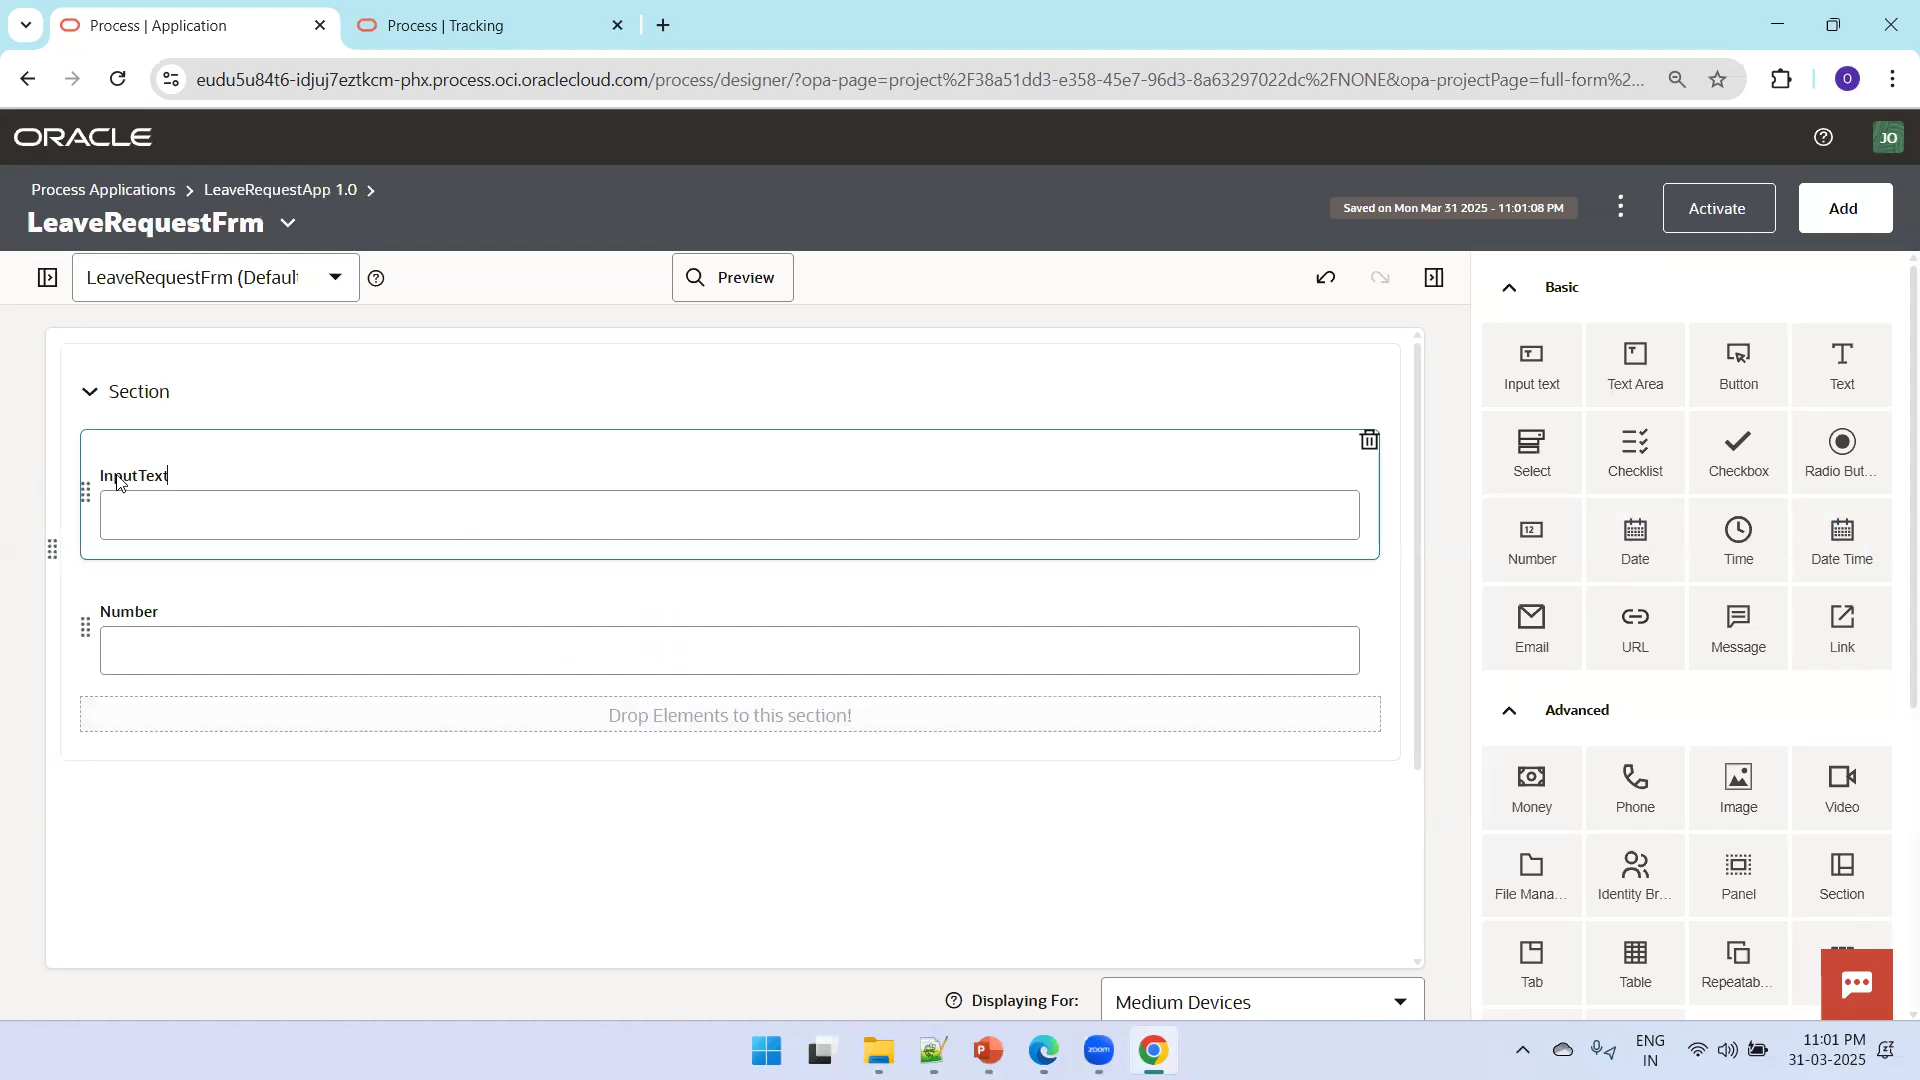 Process | Application
Process | Tracking
eudu5u84t6-idjuj7eztkcm-phx.process.oci.oraclecloud.com/process/designer/?opa-page=project%2F38a51dd3-e358-45e7-96d3-8a63297022dc%2FNONE&opa-projectPage=full-form%2...
O
ORACLE
JO
Process Applications > LeaveRequestApp 1.0 >
LeaveRequestFrm
Saved on Mon Mar 31 2025 - 11:01:08 PM
Activate
Add
LeaveRequestFrm (Defaul
Preview
Section
InputText
Number
Drop Elements to this section!
Displaying For:
Medium Devices
Basic
Input text
Text Area
Button
Text
Select
Checklist
Checkbox
Radio But...
Number
Date
Time
Date Time
Email
URL
Message
Link
Advanced
Money
Phone
Image
Video
File Mana...
Identity Br...
Panel
Section
Tab
Table
Repeatab...
zoom
ENG
IN
11:01 PM
31-03-2025